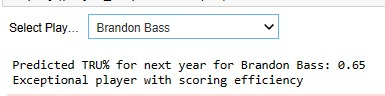 Select Play... Brandon Bass
Predicted TRU% for next year for Brandon Bass: 0.65
Exceptional player with scoring efficiency